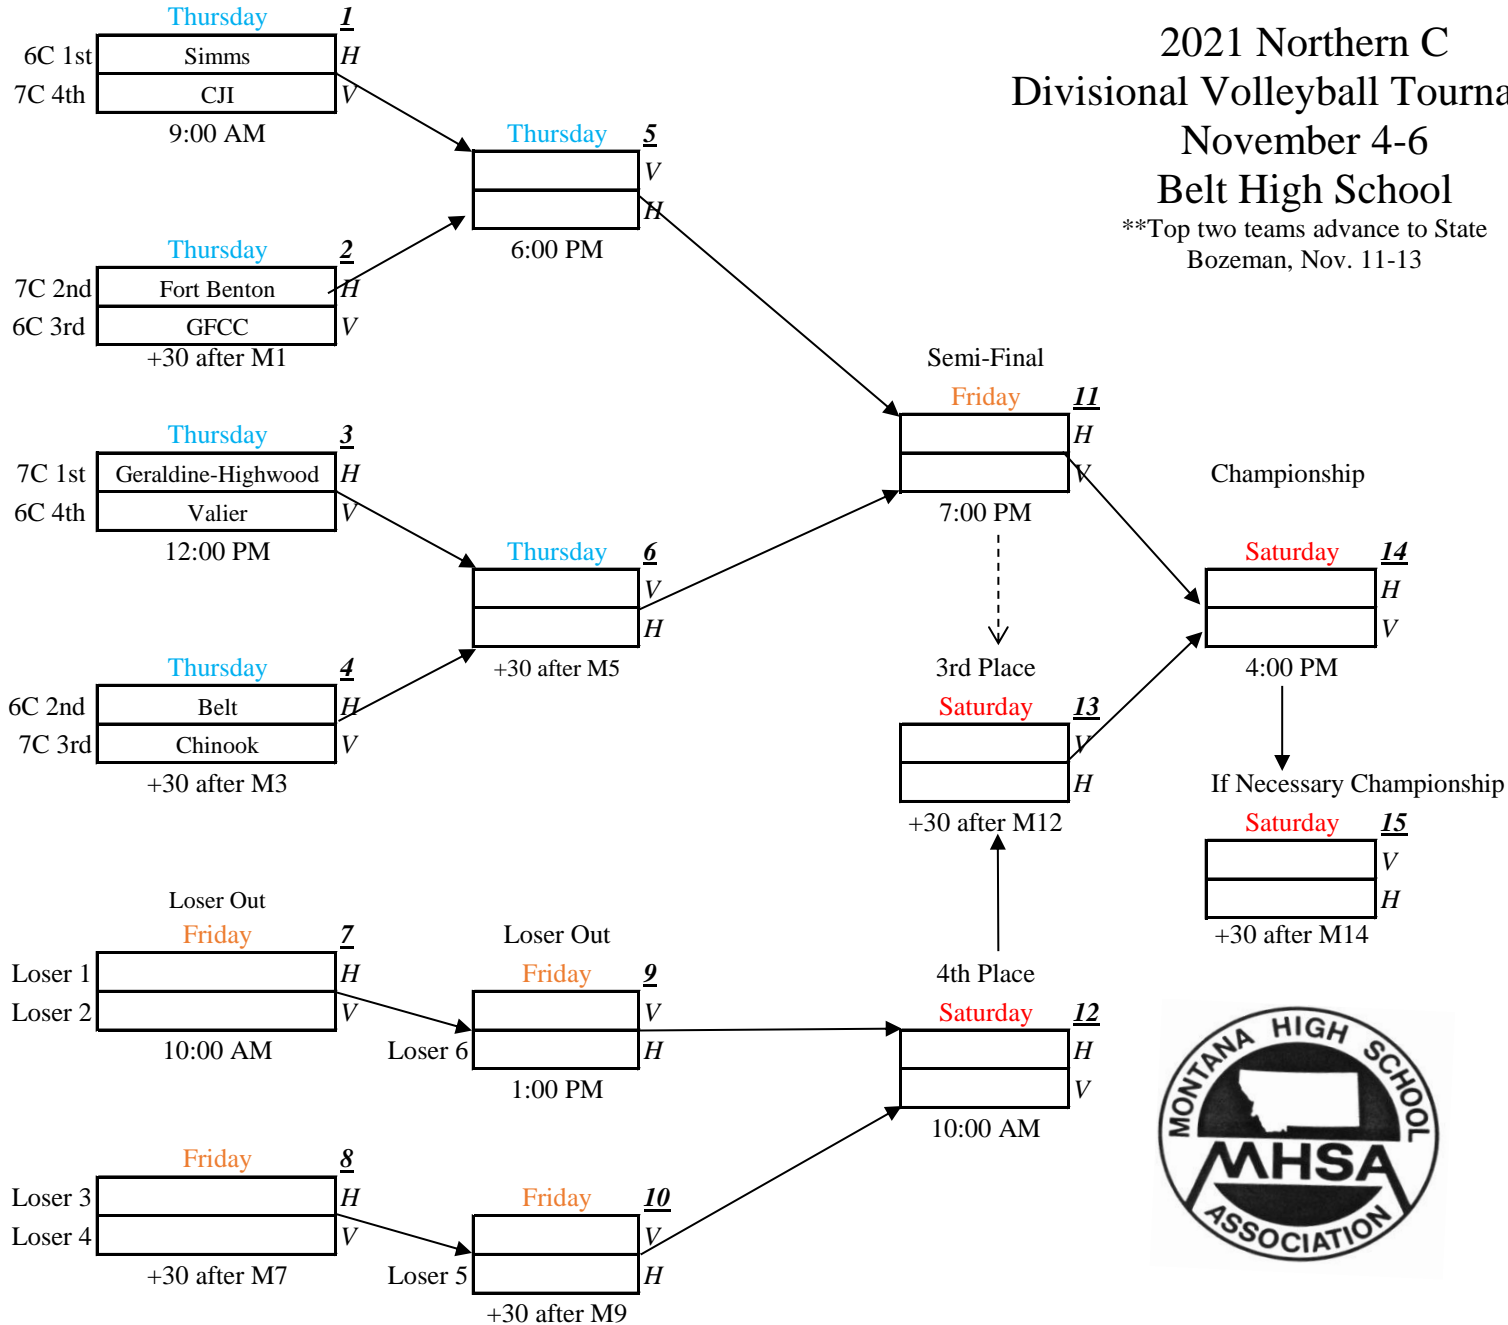 2021 Northern C
Divisional Volleyball Tourna
November 4-6
Belt High School
**Top two teams advance to State
Bozeman, Nov. 11-13
Thursday 1
6C 1st Simms H
7C 4th CJI V
9:00 AM
Thursday 5
V
H
6:00 PM
Thursday 2
7C 2nd Fort Benton H
6C 3rd GFCC V
+30 after M1
Thursday 3
7C 1st Geraldine-Highwood H
6C 4th Valier V
12:00 PM
Thursday 6
V
H
+30 after M5
Thursday 4
6C 2nd Belt H
7C 3rd Chinook V
+30 after M3
Semi-Final
Friday 11
H
V
7:00 PM
Championship
Saturday 14
H
V
4:00 PM
3rd Place
Saturday 13
V
H
+30 after M12
If Necessary Championship
Saturday 15
V
H
+30 after M14
Loser Out
Friday 7
Loser 1 H
Loser 2 V
10:00 AM
Loser Out
Friday 9
V
Loser 6 H
1:00 PM
4th Place
Saturday 12
H
V
10:00 AM
Friday 8
Loser 3 H
Loser 4 V
+30 after M7
Friday 10
V
Loser 5 H
+30 after M9
MONTANA HIGH SCHOOL
MHSA
ASSOCIATION